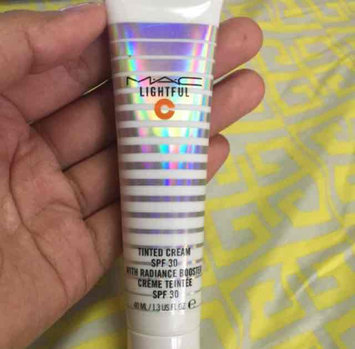 MAC
LIGHTFUL
C
TINTED CREAM
SPF 30
WITH RADIANCE BOOSTER
CRÈME TEINTÉE
SPF 30
40 ML / 1.3 US FL OZ ℮